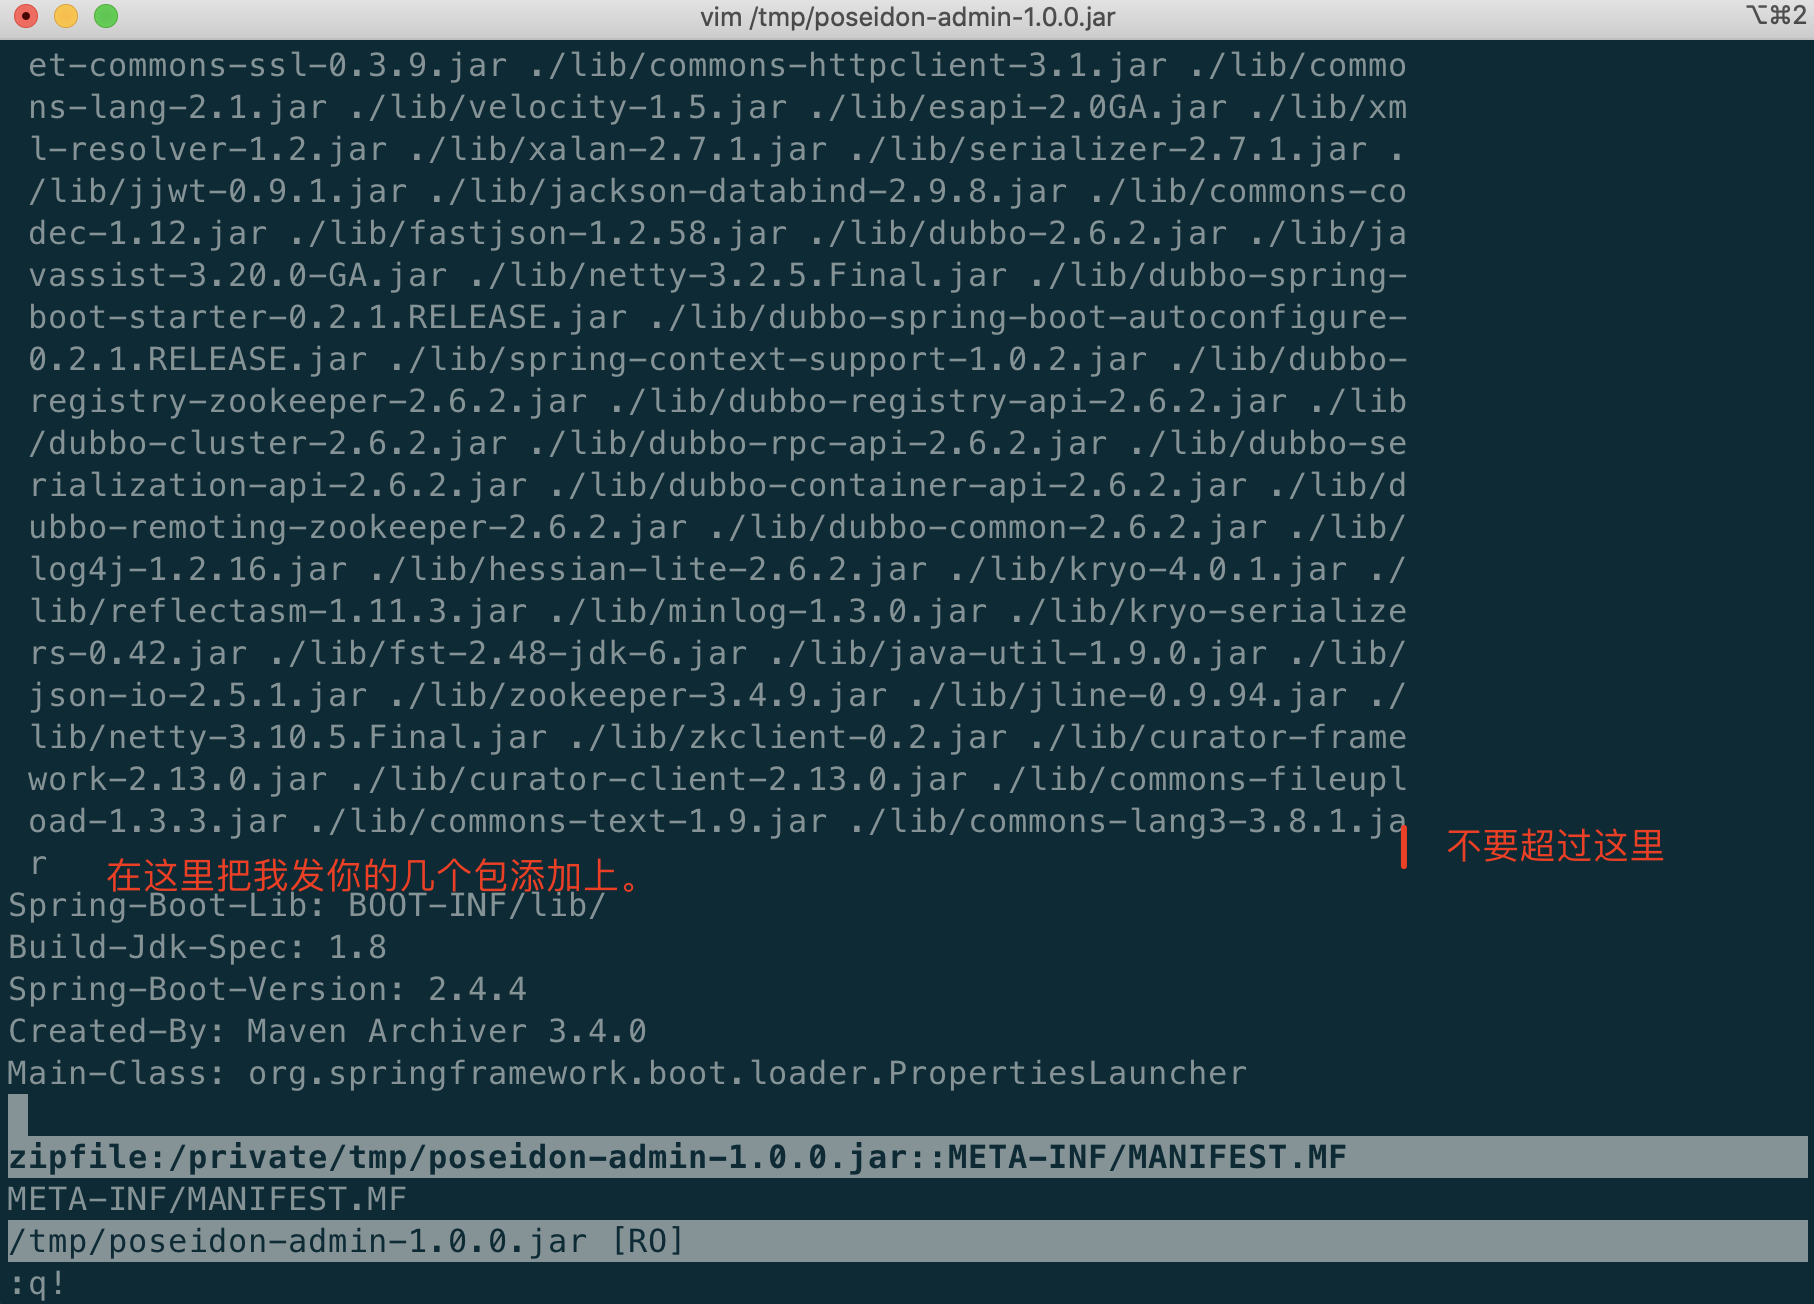 vim /tmp/poseidon-admin-1.0.0.jar
⌥⌘2
et-commons-ssl-0.3.9.jar ./lib/commons-httpclient-3.1.jar ./lib/commo
ns-lang-2.1.jar ./lib/velocity-1.5.jar ./lib/esapi-2.0GA.jar ./lib/xm
l-resolver-1.2.jar ./lib/xalan-2.7.1.jar ./lib/serializer-2.7.1.jar .
/lib/jjwt-0.9.1.jar ./lib/jackson-databind-2.9.8.jar ./lib/commons-co
dec-1.12.jar ./lib/fastjson-1.2.58.jar ./lib/dubbo-2.6.2.jar ./lib/ja
vassist-3.20.0-GA.jar ./lib/netty-3.2.5.Final.jar ./lib/dubbo-spring-
boot-starter-0.2.1.RELEASE.jar ./lib/dubbo-spring-boot-autoconfigure-
0.2.1.RELEASE.jar ./lib/spring-context-support-1.0.2.jar ./lib/dubbo-
registry-zookeeper-2.6.2.jar ./lib/dubbo-registry-api-2.6.2.jar ./lib
/dubbo-cluster-2.6.2.jar ./lib/dubbo-rpc-api-2.6.2.jar ./lib/dubbo-se
rialization-api-2.6.2.jar ./lib/dubbo-container-api-2.6.2.jar ./lib/d
ubbo-remoting-zookeeper-2.6.2.jar ./lib/dubbo-common-2.6.2.jar ./lib/
log4j-1.2.16.jar ./lib/hessian-lite-2.6.2.jar ./lib/kryo-4.0.1.jar ./
lib/reflectasm-1.11.3.jar ./lib/minlog-1.3.0.jar ./lib/kryo-serialize
rs-0.42.jar ./lib/fst-2.48-jdk-6.jar ./lib/java-util-1.9.0.jar ./lib/
json-io-2.5.1.jar ./lib/zookeeper-3.4.9.jar ./lib/jline-0.9.94.jar ./
lib/netty-3.10.5.Final.jar ./lib/zkclient-0.2.jar ./lib/curator-frame
work-2.13.0.jar ./lib/curator-client-2.13.0.jar ./lib/commons-fileupl
oad-1.3.3.jar ./lib/commons-text-1.9.jar ./lib/commons-lang3-3.8.1.ja
不要超过这里
r
在这里把我发你的几个包添加上。
Spring-Boot-Lib: BOOT-INF/lib/
Build-Jdk-Spec: 1.8
Spring-Boot-Version: 2.4.4
Created-By: Maven Archiver 3.4.0
Main-Class: org.springframework.boot.loader.PropertiesLauncher
zipfile:/private/tmp/poseidon-admin-1.0.0.jar::META-INF/MANIFEST.MF
META-INF/MANIFEST.MF
/tmp/poseidon-admin-1.0.0.jar [RO]
:q!